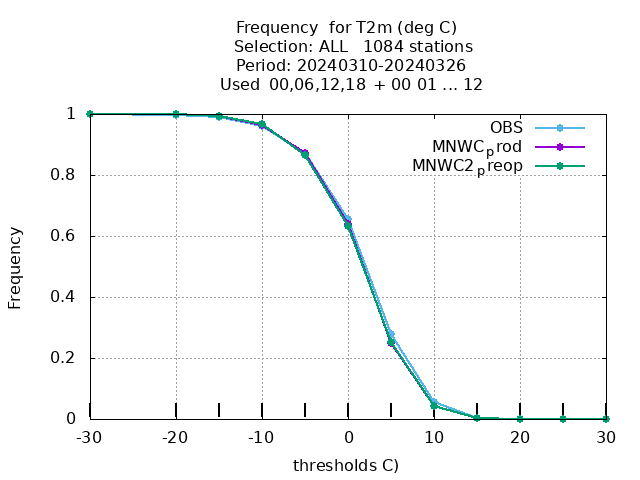 Frequency  for T2m (deg C)
Selection: ALL   1084 stations
Period: 20240310-20240326
Used  00,06,12,18  + 00 01 ... 12
OBS
MNWCprod
MNWC2preop
1
0.8
0.6
0.4
0.2
0
Frequency
-30
-20
-10
0
10
20
30
thresholds C)